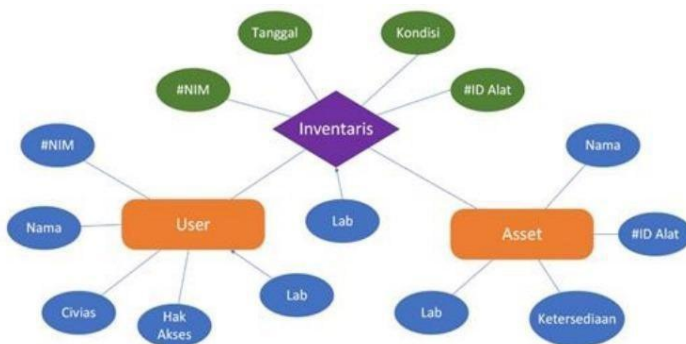 Tanggal
Kondisi
#NIM
#ID Alat
Inventaris
#NIM
Nama
Lab
Nama
User
Asset
#ID Alat
Lab
Civias
Hak
Akses
Lab
Ketersediaan